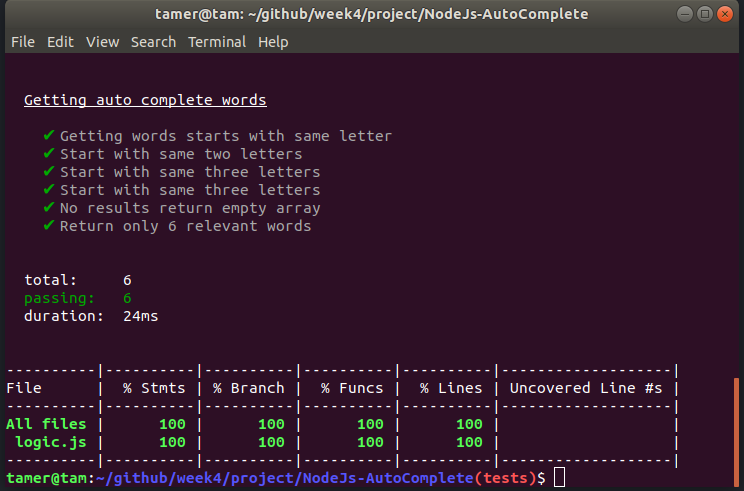 tamer@tam: ~/github/week4/project/NodeJs-AutoComplete
File Edit View Search Terminal Help
Getting auto complete words
✔ Getting words starts with same letter
✔ Start with same two letters
✔ Start with same three letters
✔ Start with same three letters
✔ No results return empty array
✔ Return only 6 relevant words
total:     6
passing:   6
duration:  24ms
----------|----------|----------|----------|----------|-------------------|
File      |  % Stmts | % Branch |  % Funcs |  % Lines | Uncovered Line #s |
----------|----------|----------|----------|----------|-------------------|
All files |      100 |      100 |      100 |      100 |                   |
 logic.js |      100 |      100 |      100 |      100 |                   |
----------|----------|----------|----------|----------|-------------------|
tamer@tam:~/github/week4/project/NodeJs-AutoComplete(tests)$